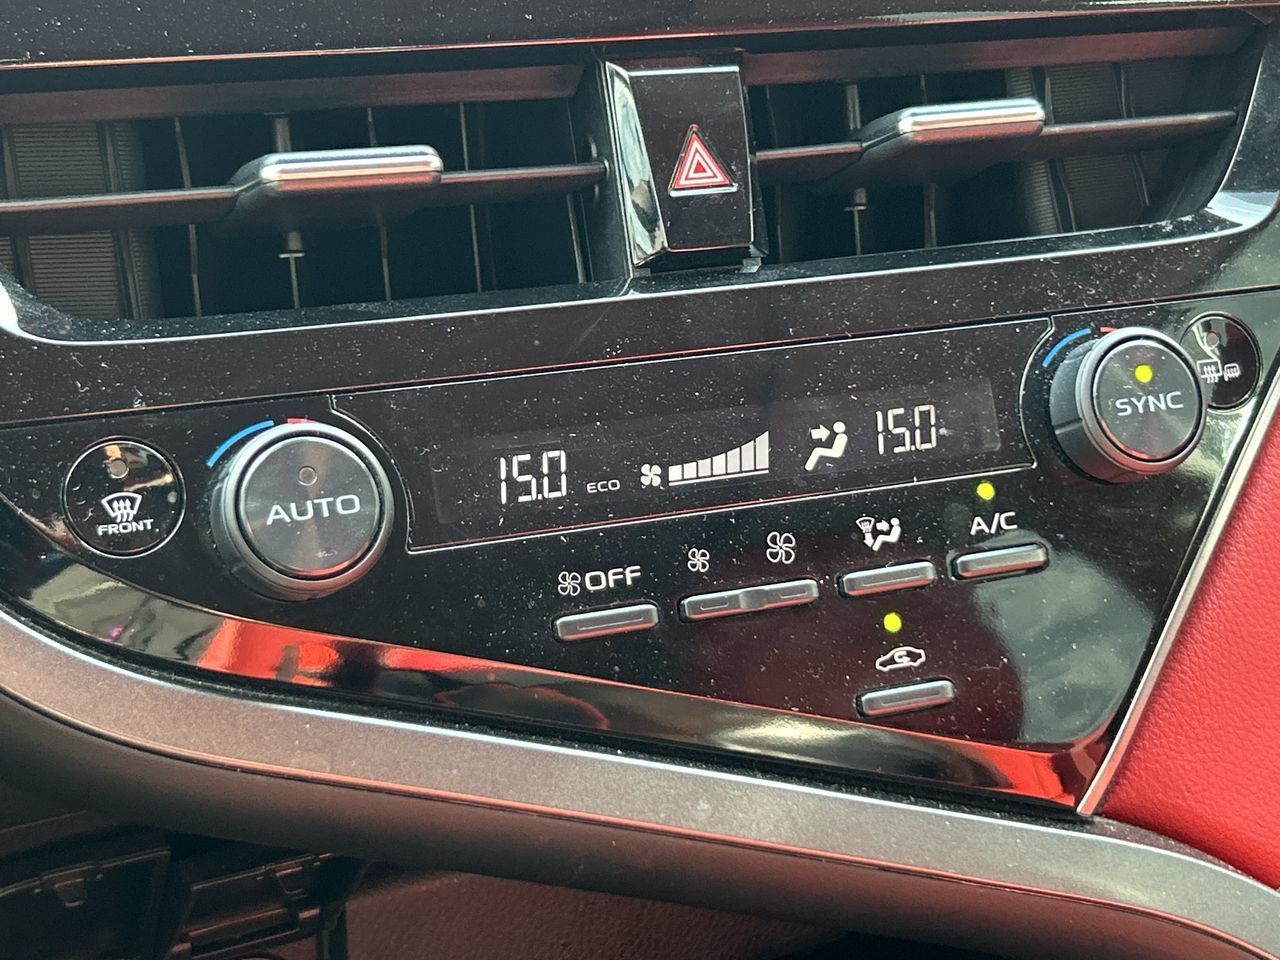 SYNC
15.0 ECO 15.0
AUTO
FRONT
A/C
OFF